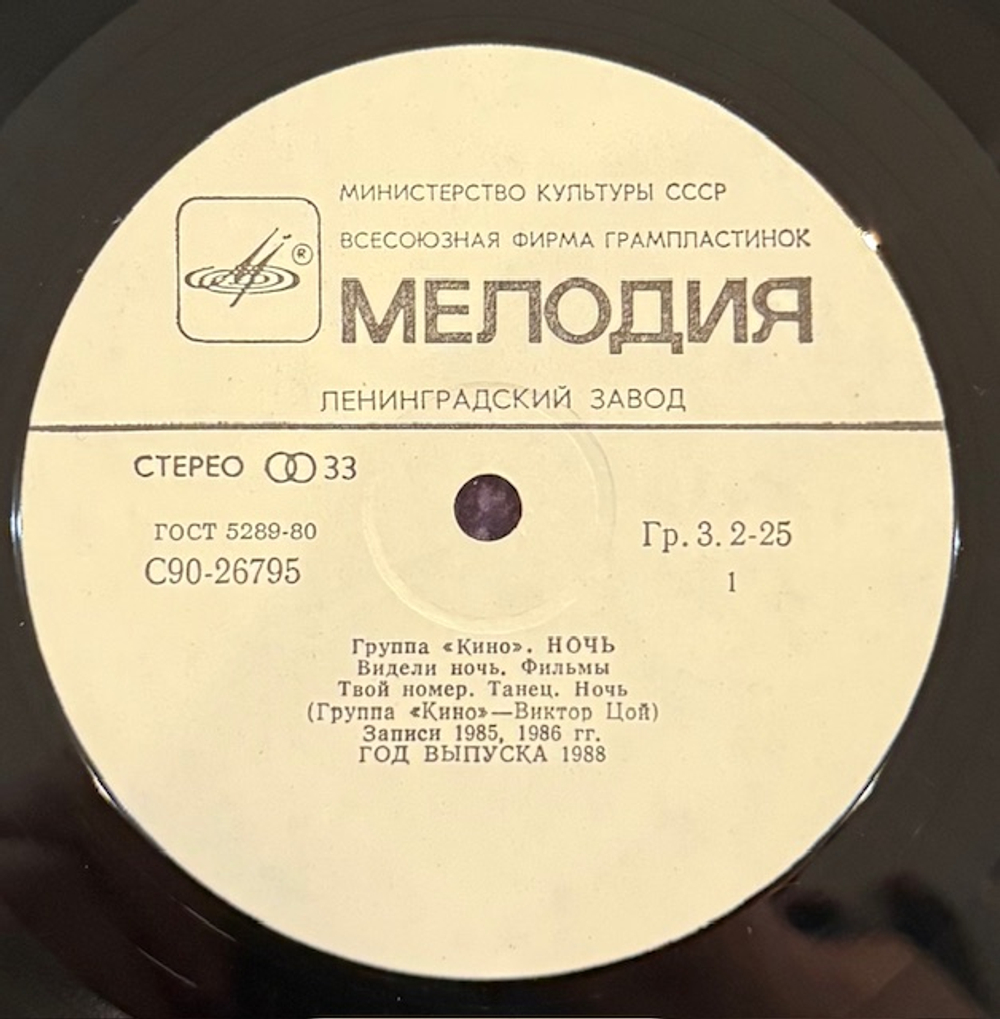 МИНИСТЕРСТВО КУЛЬТУРЫ СССР
®
ВСЕСОЮЗНАЯ ФИРМА ГРАМПЛАСТИНОК
МЕЛОДИЯ
ЛЕНИНГРАДСКИЙ ЗАВОД
СТЕРЕО 33
ГОСТ 5289-80
Гр. 3. 2-25
С90-26795
1
Группа «Кино». НОЧЬ
Видели ночь. Фильмы
Твой номер. Танец. Ночь
(Группа «Кино»—Виктор Цой)
Записи 1985, 1986 гг.
ГОД ВЫПУСКА 1988